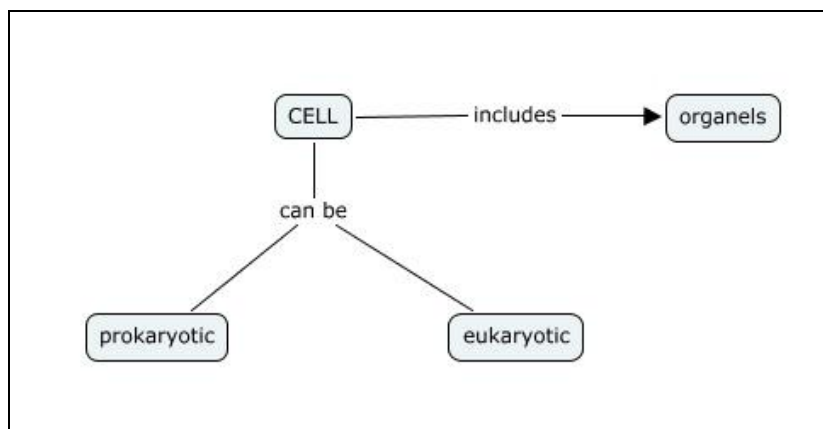 CELL
includes
organels
can be
prokaryotic
eukaryotic